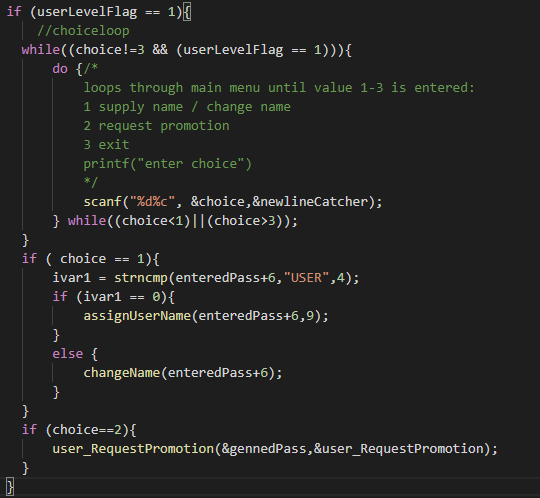 if (userLevelFlag == 1){
//choiceloop
while((choice!=3 && (userLevelFlag == 1))){
do {/*
loops through main menu until value 1-3 is entered:
1 supply name / change name
2 request promotion
3 exit
printf("enter choice")
*/
scanf("%d%c", &choice,&newlineCatcher);
} while((choice<1)||(choice>3));
}
if ( choice == 1){
ivar1 = strncmp(enteredPass+6,"USER",4);
if (ivar1 == 0){
assignUserName(enteredPass+6,9);
}
else {
changeName(enteredPass+6);
}
}
if (choice==2){
user_RequestPromotion(&gennedPass,&user_RequestPromotion);
}
}